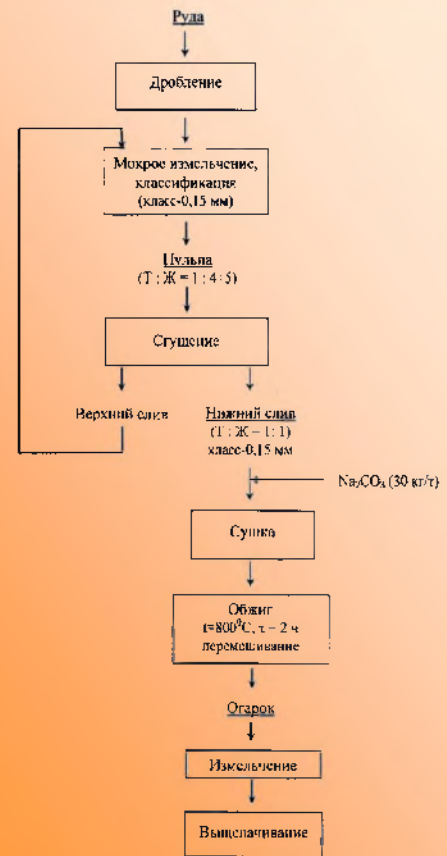 Руда
Дробление
Мокрое измельчение,
классификация
(класс-0,15 мм)
Пульпа
(Т : Ж = 1 : 4÷5)
Сгущение
Верхний слив
Нижний слив
(Т : Ж – 1 : 1)
класс-0,15 мм
Na₂CO₃ (30 кг/т)
Сушка
Обжиг
t=800⁰С, τ – 2 ч
перемешивание
Огарок
Измельчение
Выщелачивание